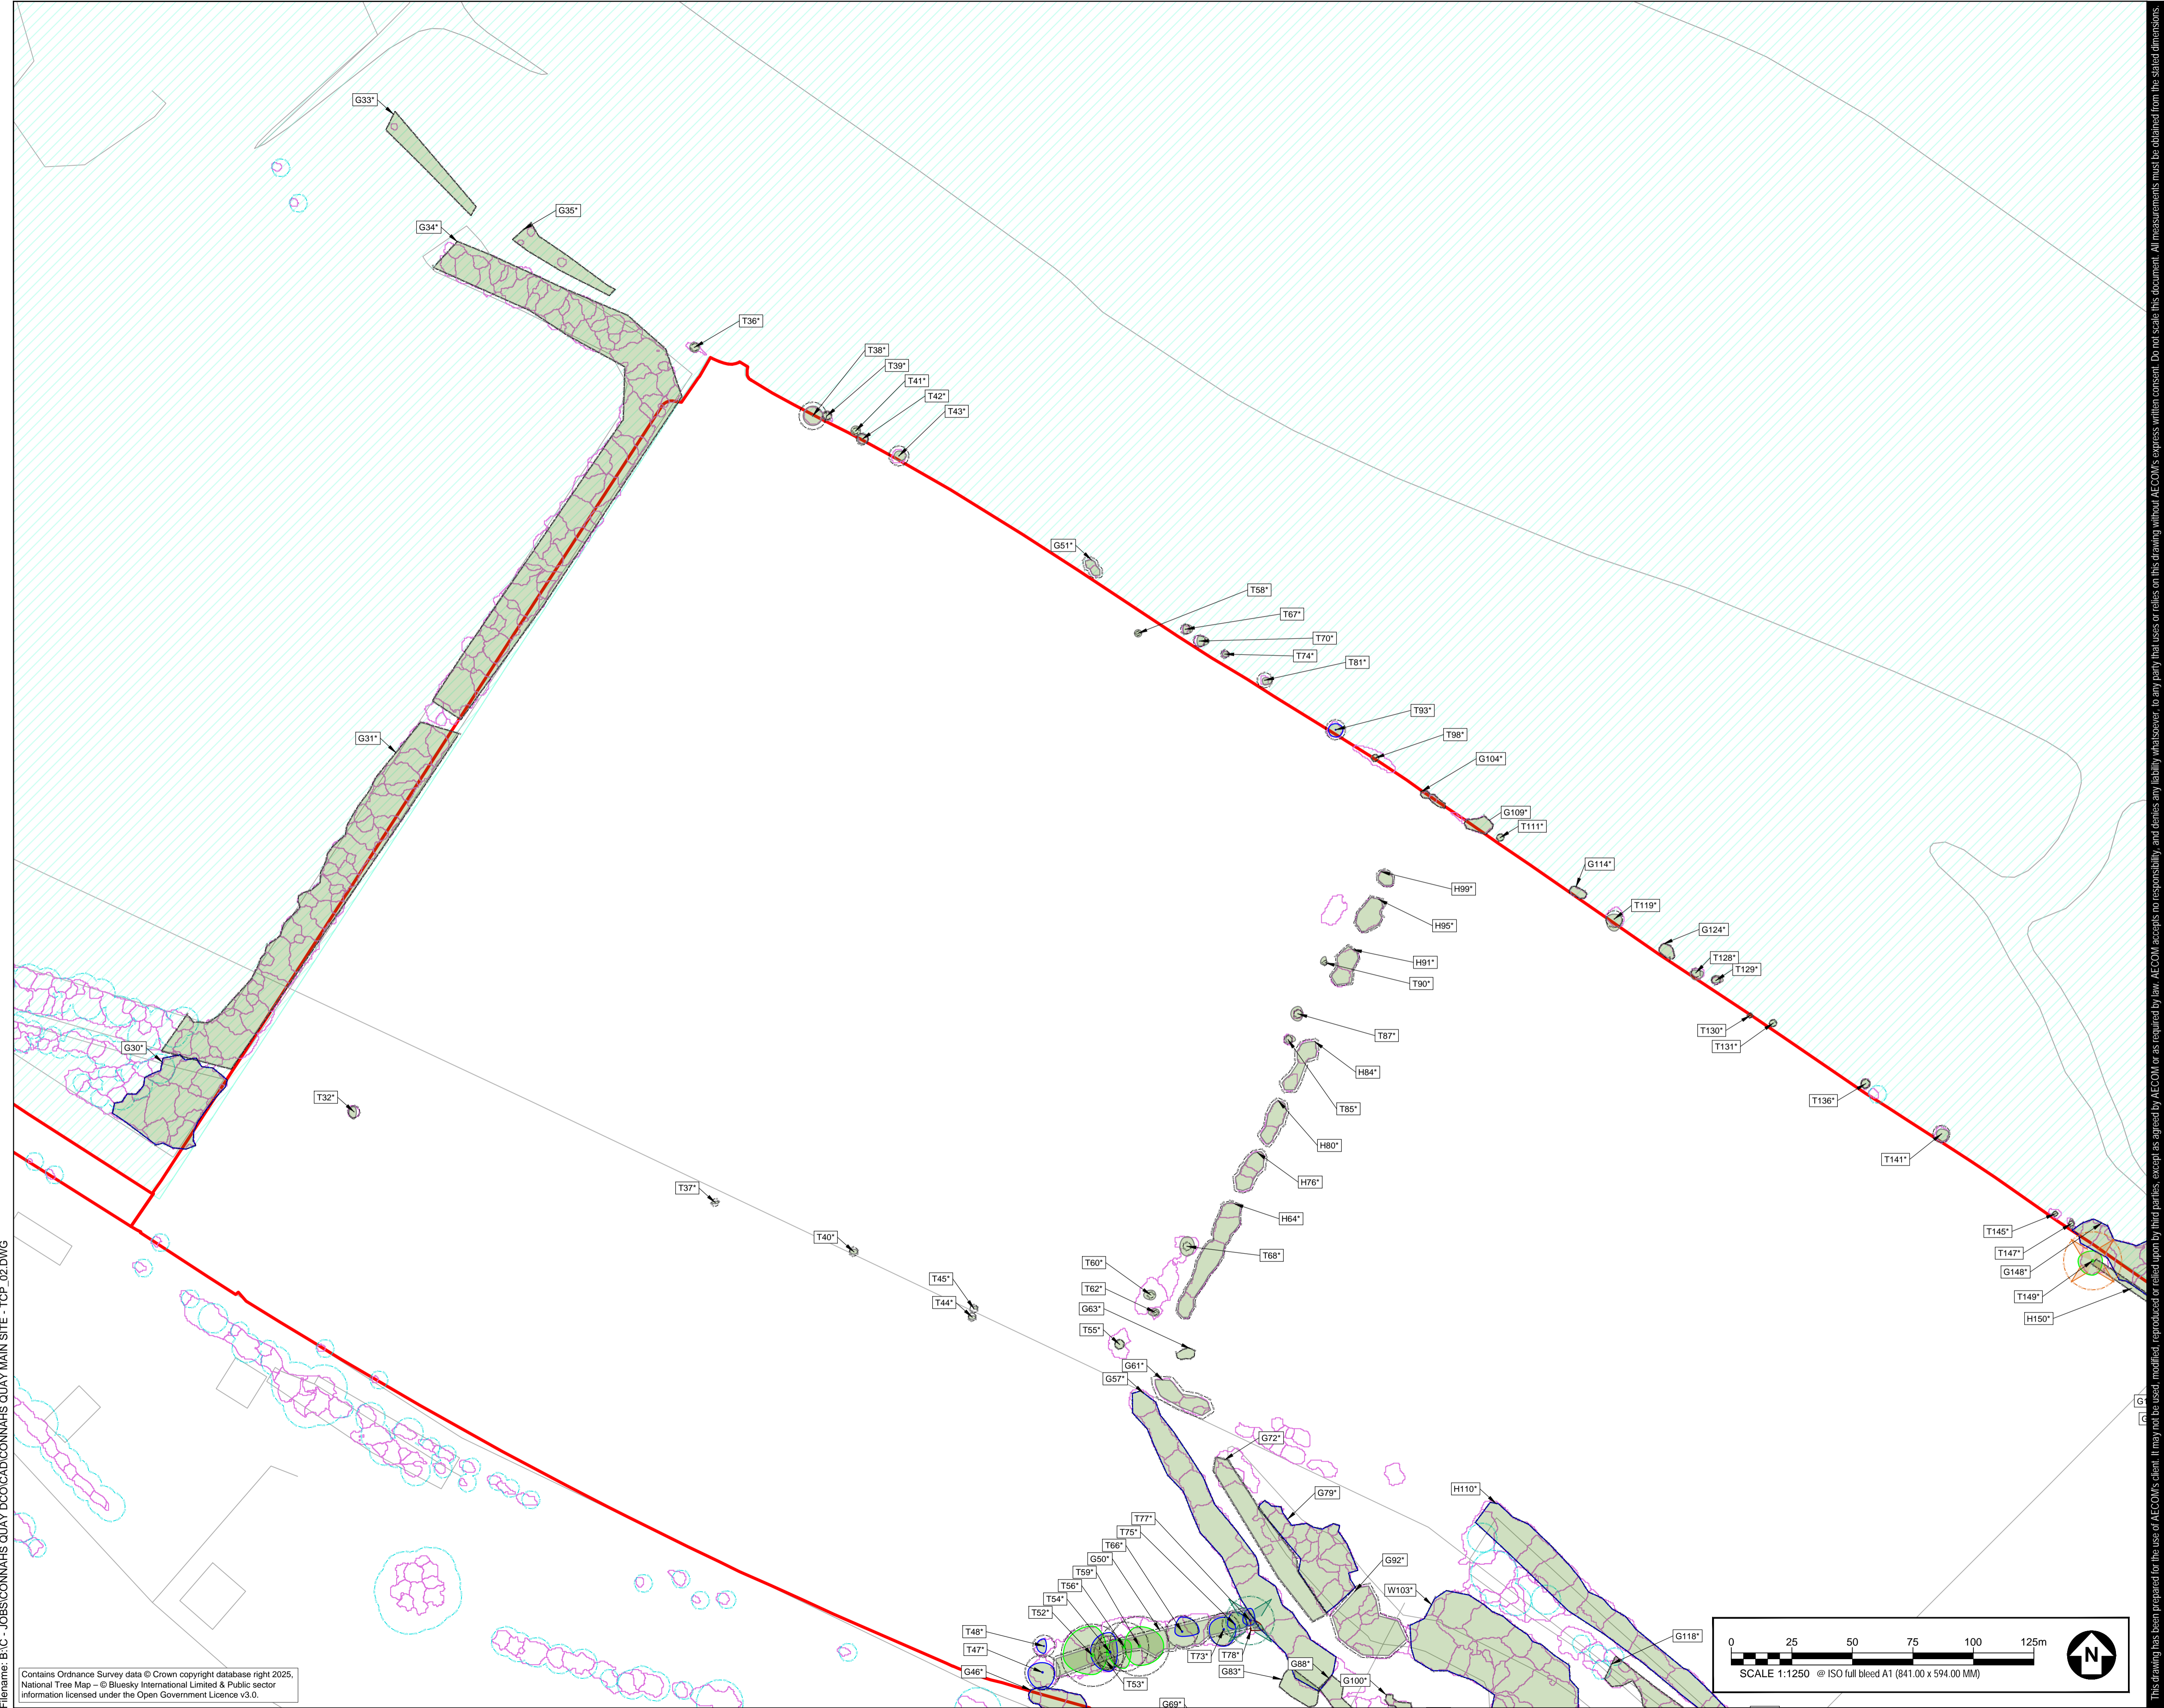 G33*
G35*
G34*
T36*
T38*
T39*
T41*
T42*
T43*
G51*
T58*
T67*
T70*
T74*
T81*
T93*
T98*
G31*
G104*
G109*
T111*
G114*
H99*
T119*
H95*
G124*
H91*
T128*
T129*
T90*
T130*
T87*
T131*
G30*
H84*
T32*
T136*
T85*
H80*
T141*
H76*
T37*
H64*
T145*
T40*
T147*
T68*
T60*
G148*
T45*
T62*
T149*
T44*
G63*
H150*
T55*
G61*
G57*
G72*
H110*
G79*
T77*
T75*
T66*
G50*
G92*
T59*
T56*
W103*
T54*
T52*
T48*
G118*
T47*
T73*
T78*
G88*
G46*
G83*
G100*
T53*
G69*
0 25 50 75 100 125m
SCALE 1:1250 @ ISO full bleed A1 (841.00 x 594.00 MM)
N
Contains Ordnance Survey data © Crown copyright database right 2025,
National Tree Map – © Bluesky International Limited & Public sector
information licensed under the Open Government Licence v3.0.
Filename: B:\C - JOBS\CONNAHS QUAY DCO\CAD\CONNAHS QUAY MAIN SITE - TCP_02.DWG
This drawing has been prepared for the use of AECOM's client. It may not be used, modified, reproduced or relied upon by third parties, except as agreed by AECOM or as required by law. AECOM accepts no responsibility, and denies any liability whatsoever, to any party that uses or relies on this drawing without AECOM's express written consent. Do not scale this document. All measurements must be obtained from the stated dimensions.